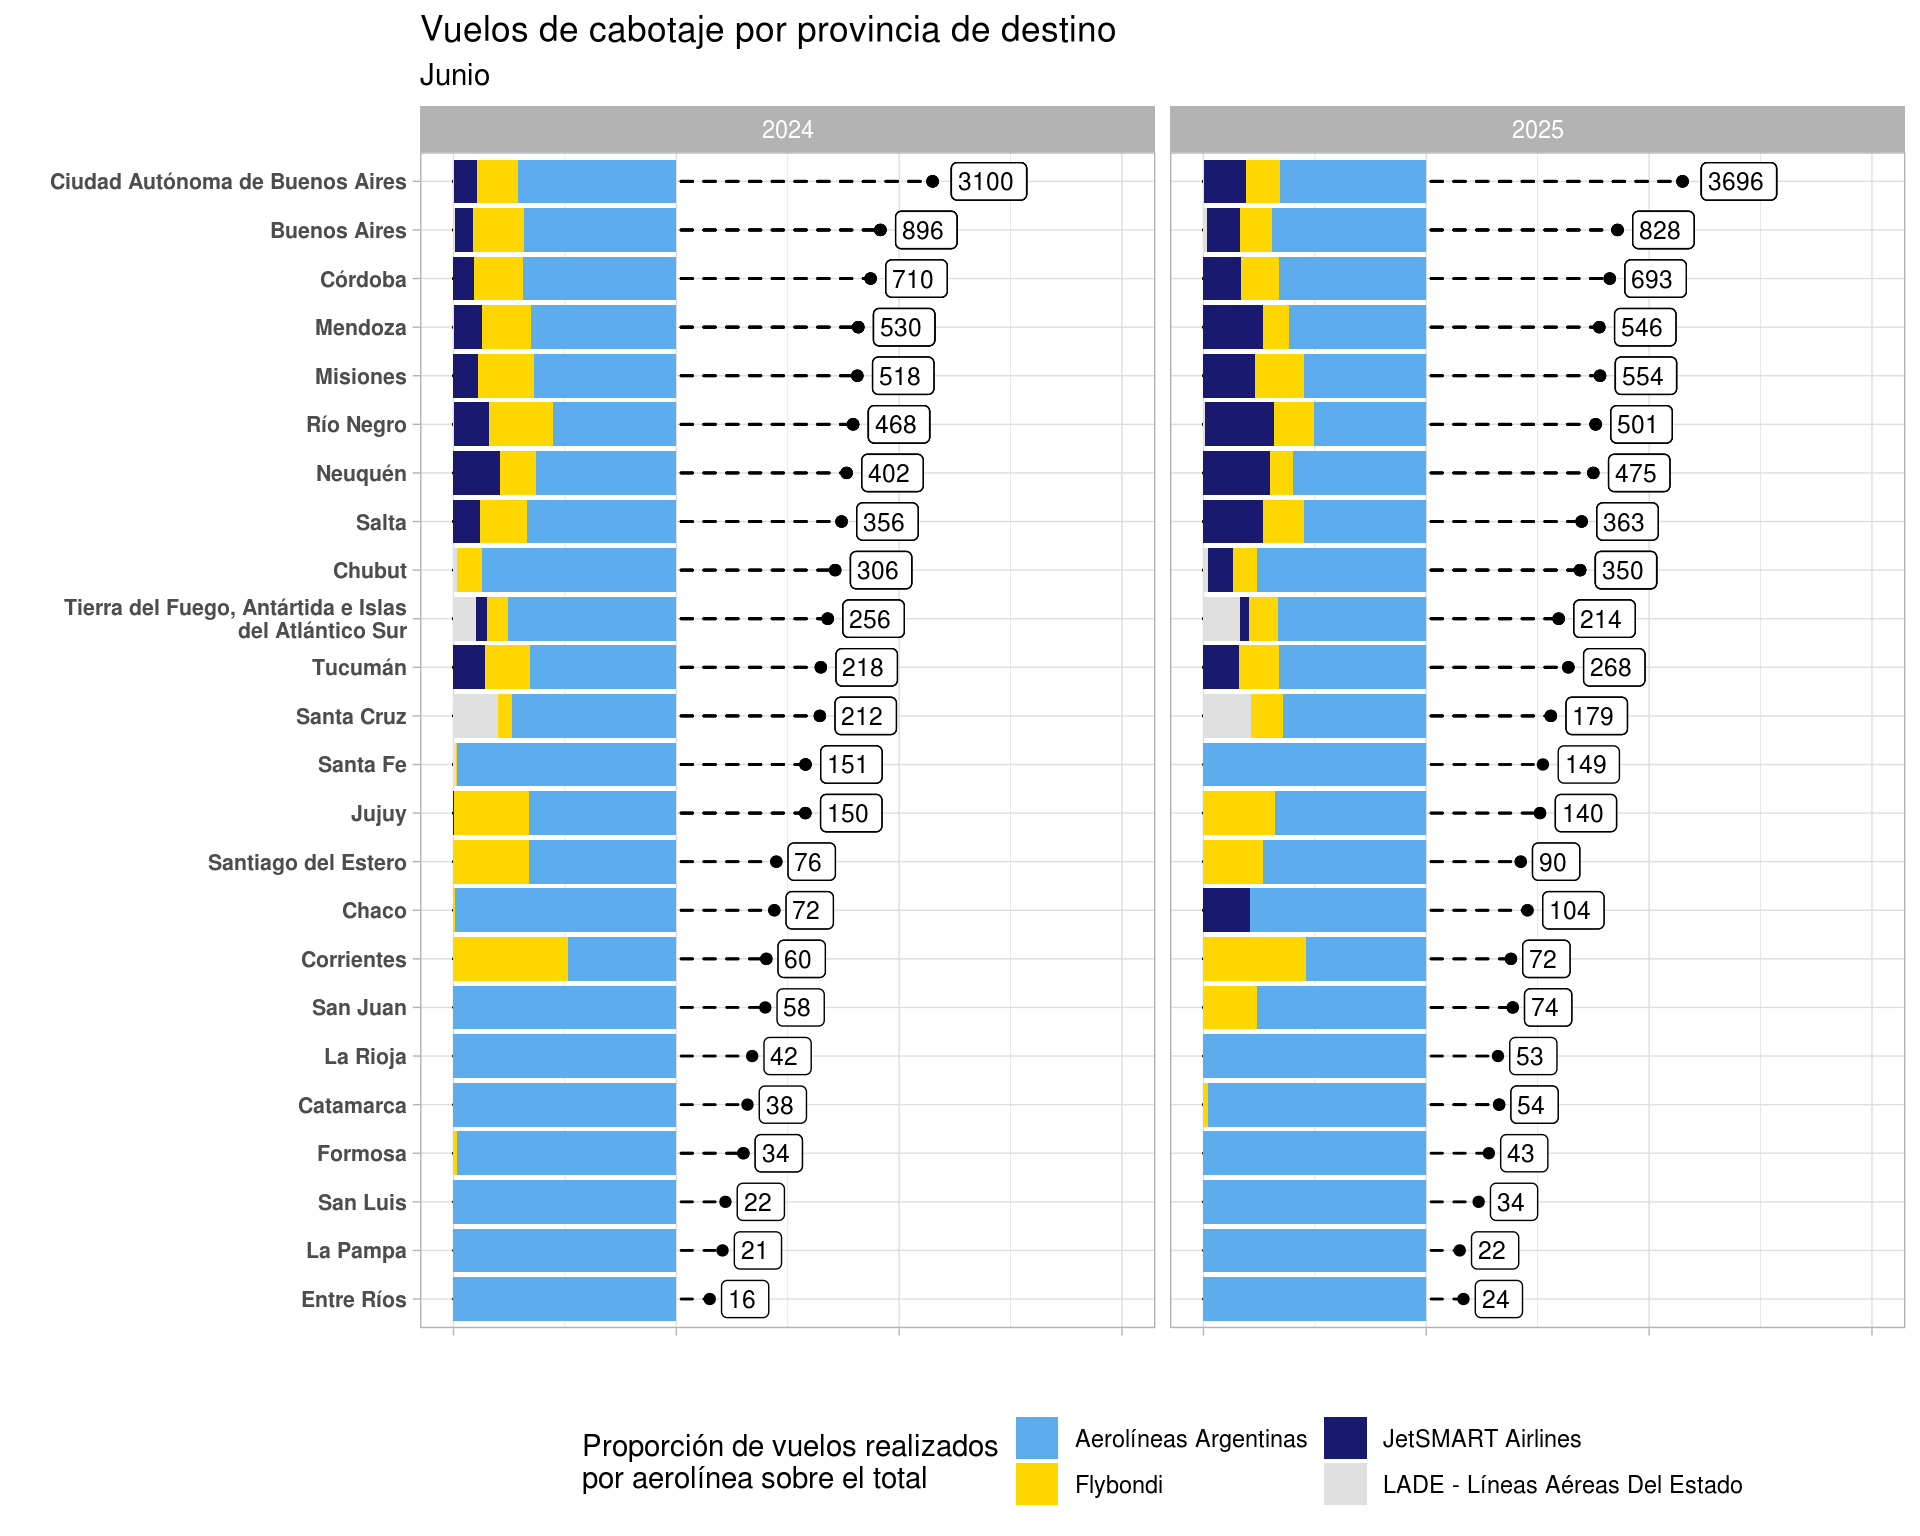 Vuelos de cabotaje por provincia de destino
Junio
2024 2025
Ciudad Autónoma de Buenos Aires 3100 3696
Buenos Aires 896 828
Córdoba 710 693
Mendoza 530 546
Misiones 518 554
Río Negro 468 501
Neuquén 402 475
Salta 356 363
Chubut 306 350
Tierra del Fuego, Antártida e Islas
del Atlántico Sur 256 214
Tucumán 218 268
Santa Cruz 212 179
Santa Fe 151 149
Jujuy 150 140
Santiago del Estero 76 90
Chaco 72 104
Corrientes 60 72
San Juan 58 74
La Rioja 42 53
Catamarca 38 54
Formosa 34 43
San Luis 22 34
La Pampa 21 22
Entre Ríos 16 24
Proporción de vuelos realizados
por aerolínea sobre el total
Aerolíneas Argentinas JetSMART Airlines
Flybondi LADE - Líneas Aéreas Del Estado